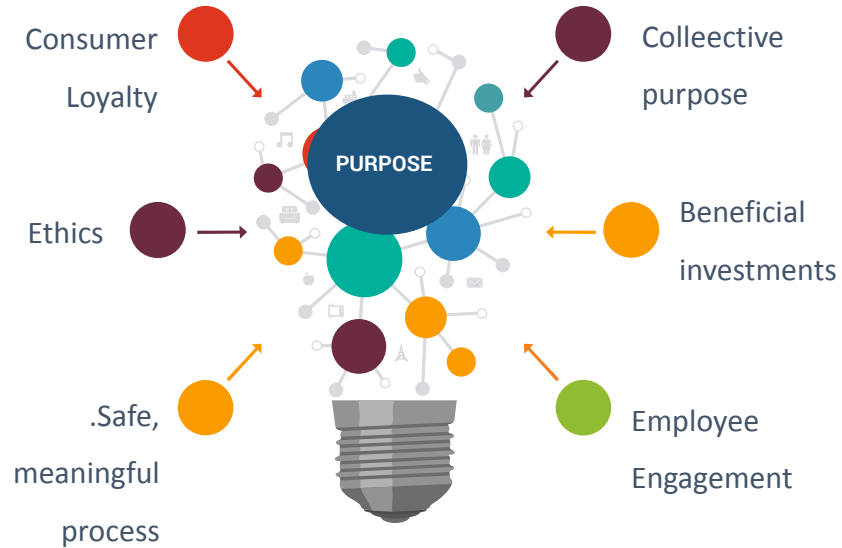 Consumer
Loyalty
Colleective
purpose
PURPOSE
Ethics
Beneficial
investments
.Safe,
meaningful
process
Employee
Engagement